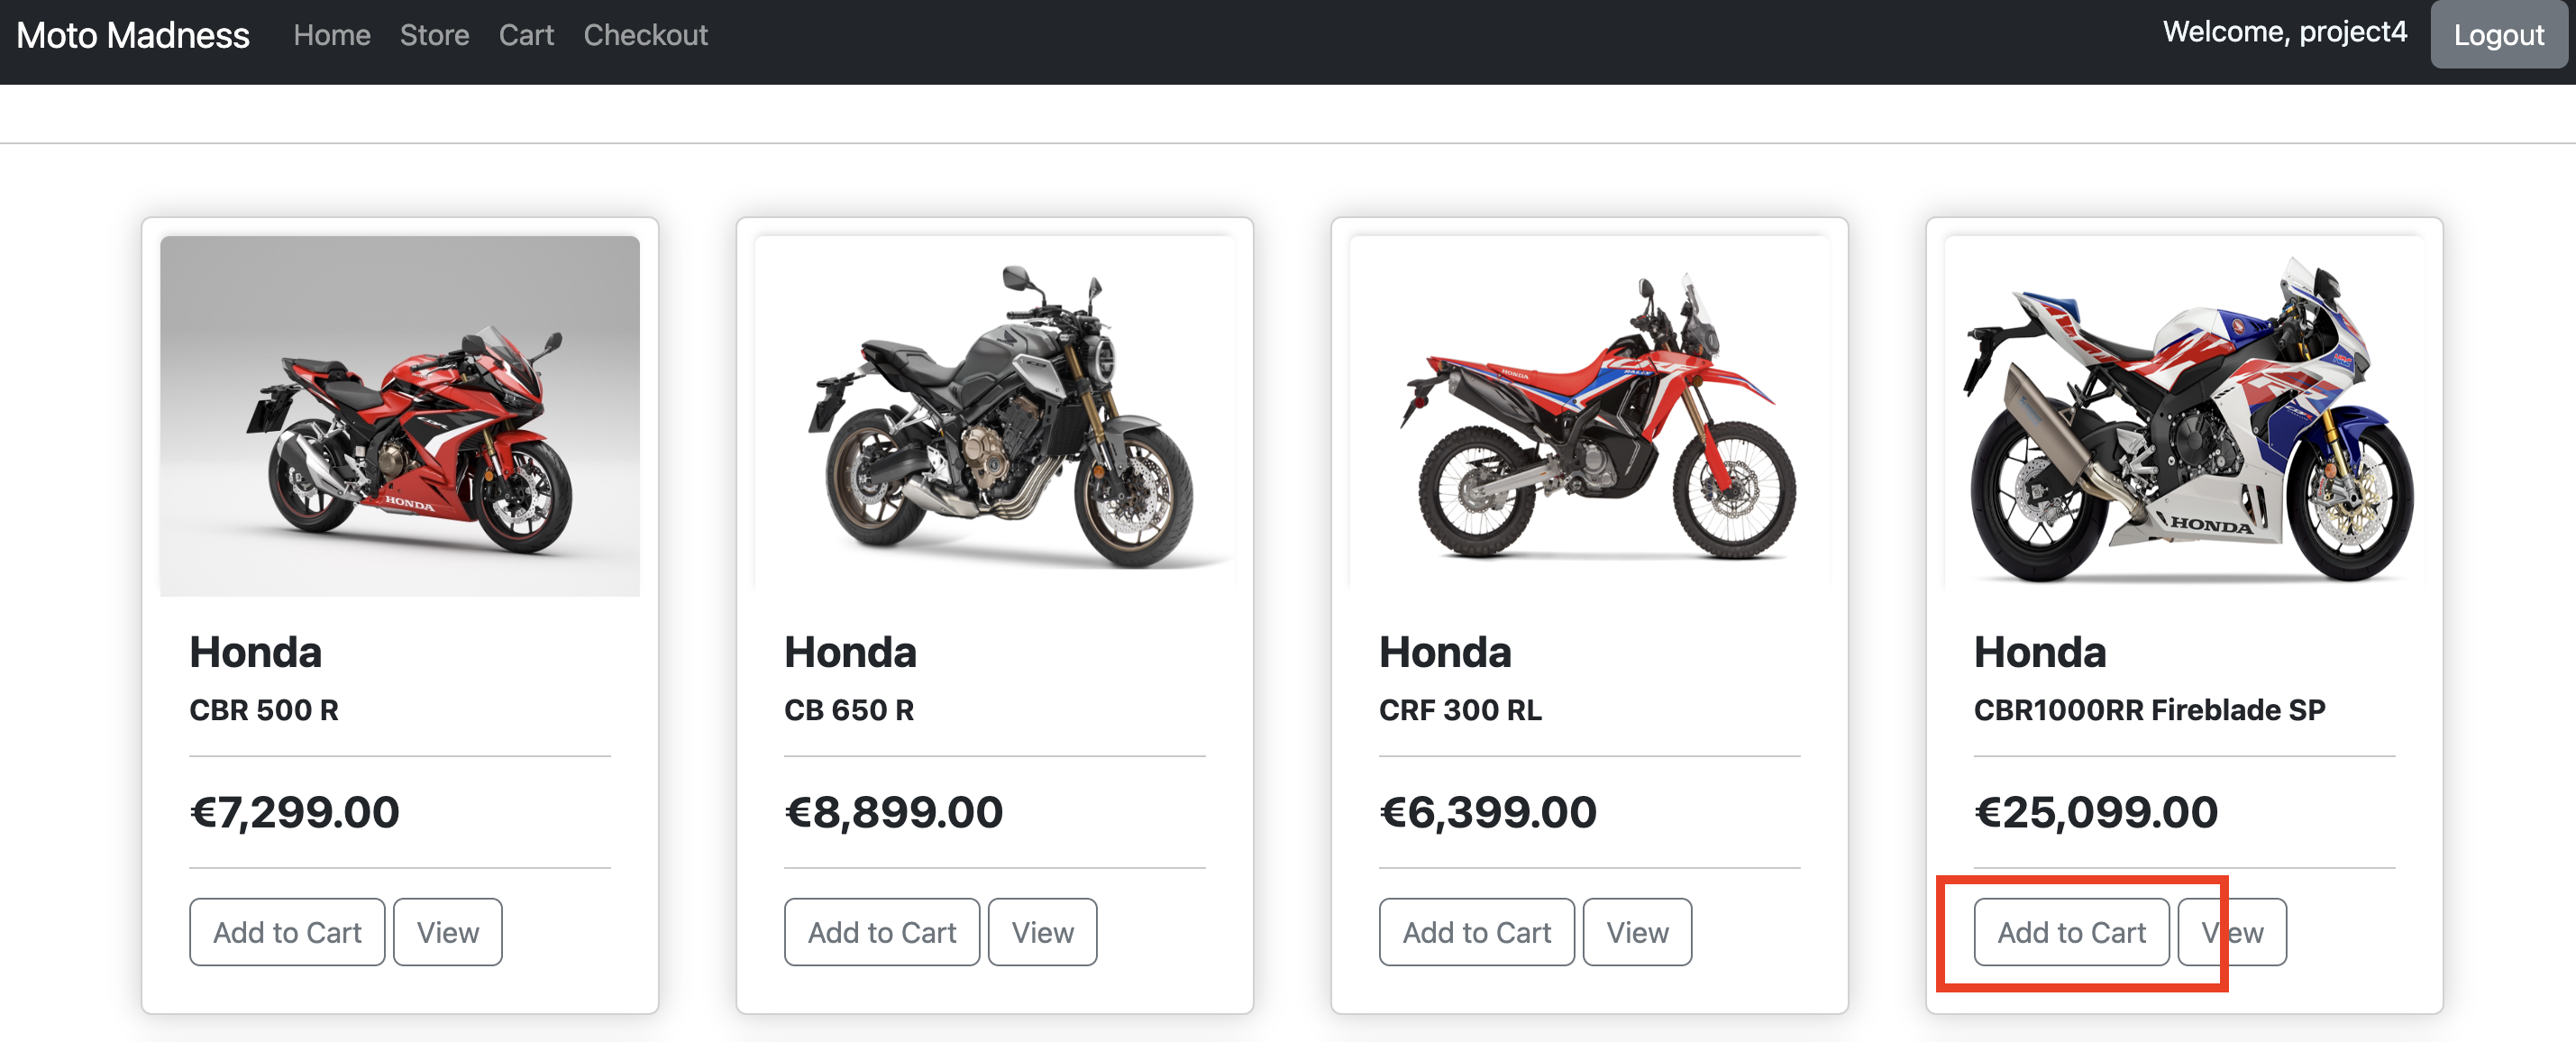 Moto Madness Home Store Cart Checkout Welcome, project4 Logout
HONDA
HONDA
HONDA
Honda
CBR 500 R
€7,299.00
Add to Cart View
Honda
CB 650 R
€8,899.00
Add to Cart View
Honda
CRF 300 RL
€6,399.00
Add to Cart View
Honda
CBR1000RR Fireblade SP
€25,099.00
Add to Cart View